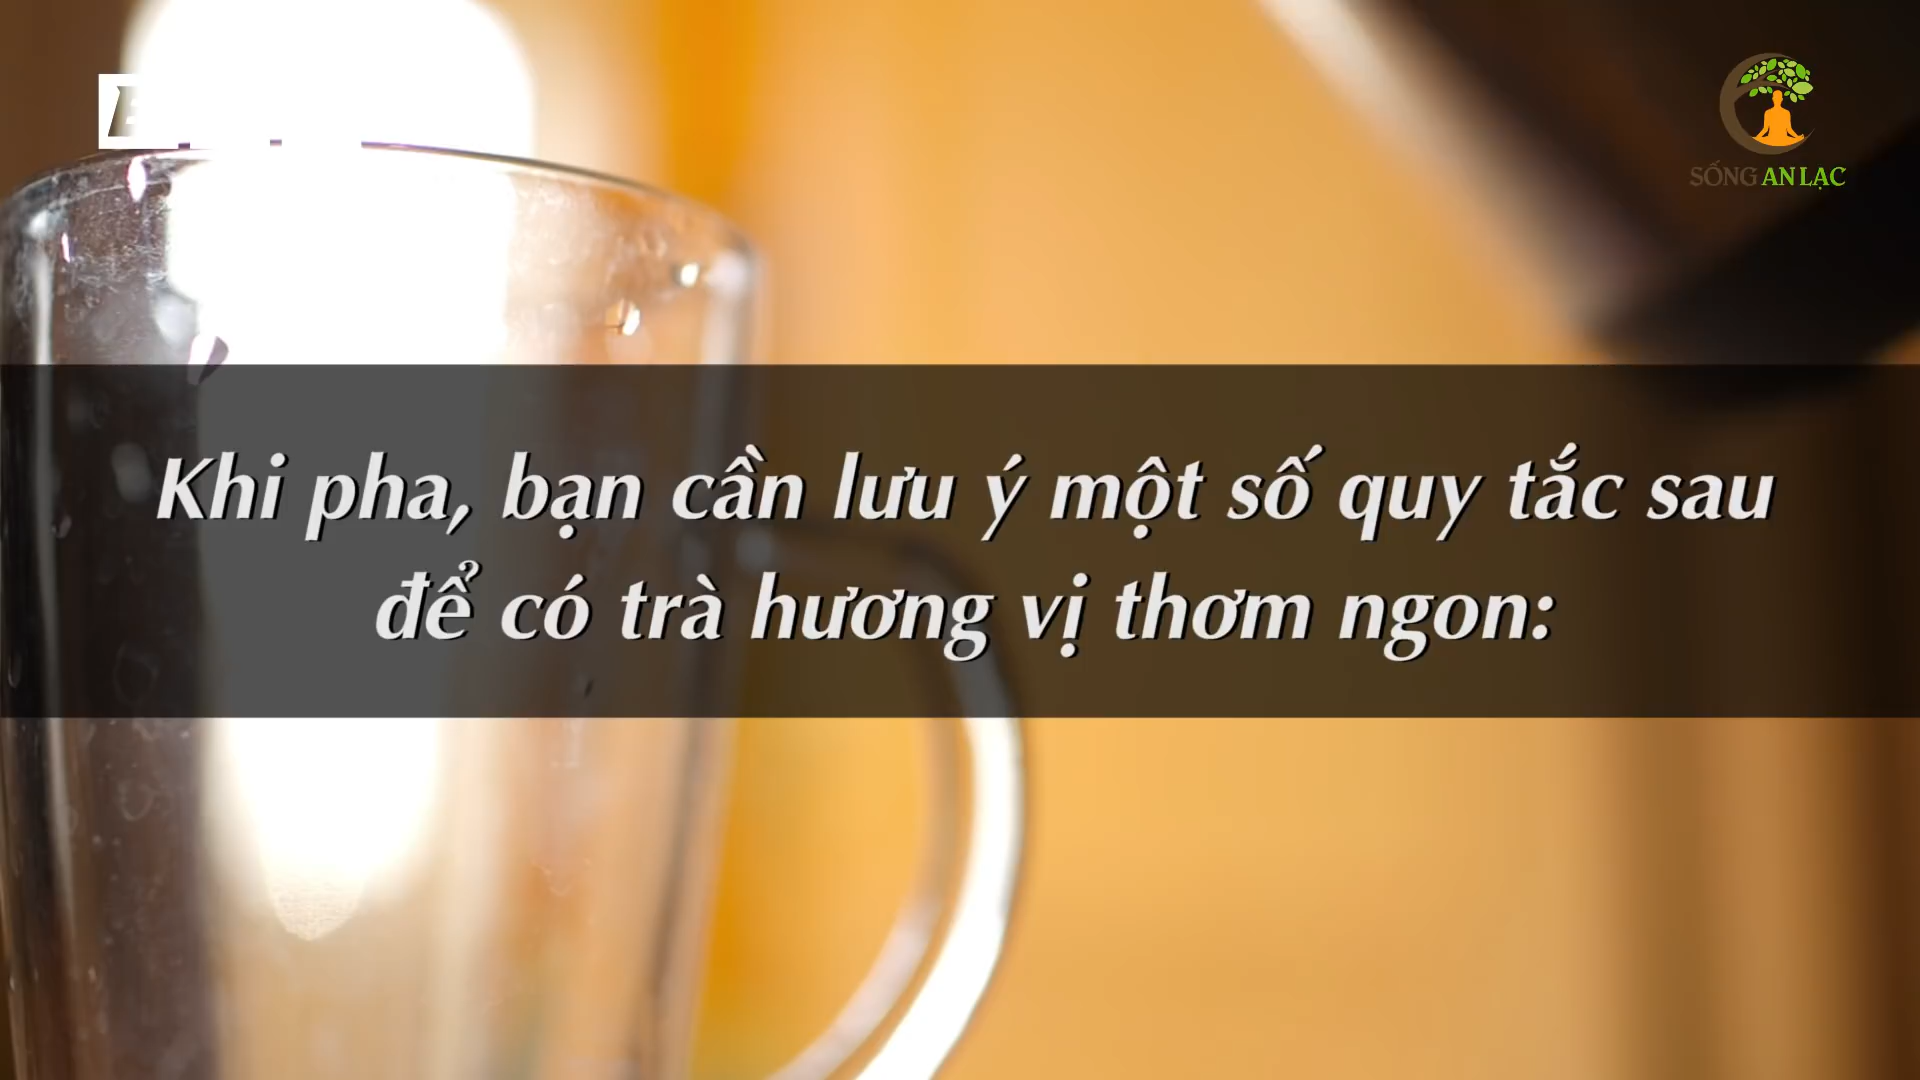 SỐNG AN LẠC
Khi pha, bạn cần lưu ý một số quy tắc sau
để có trà hương vị thơm ngon: